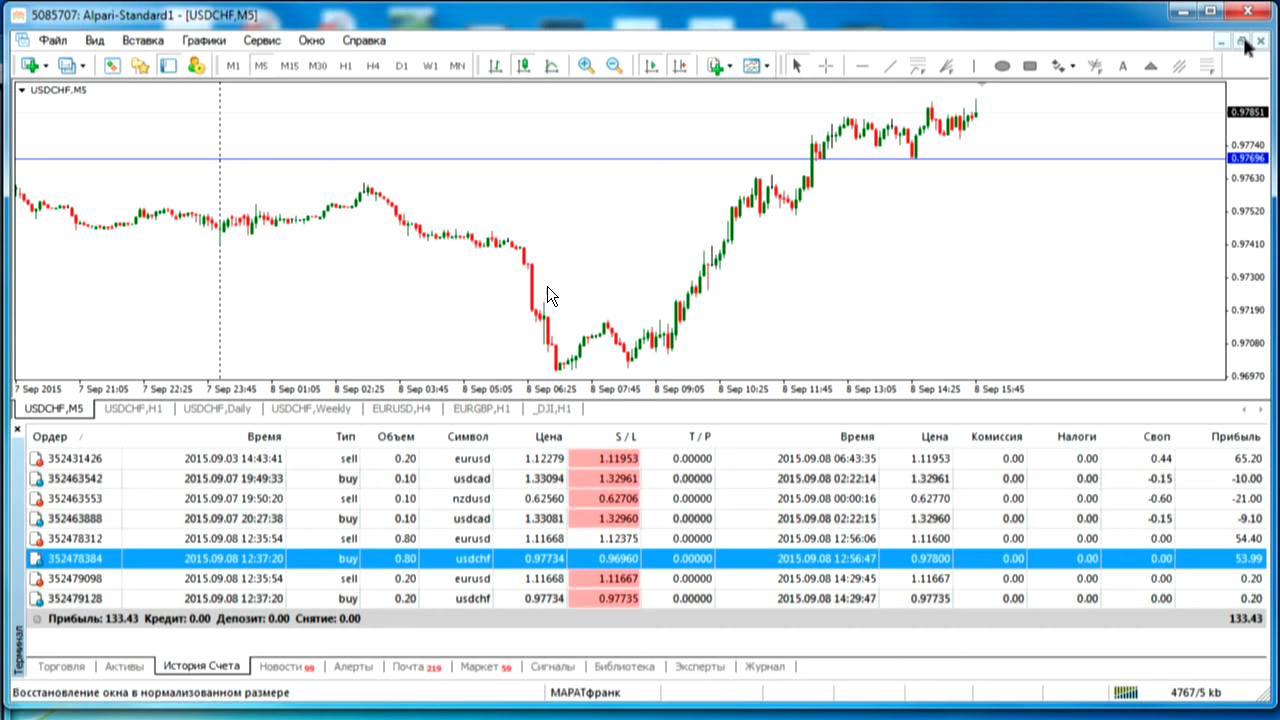 5085707: Alpari-Standard1 - [USDCHF,M5]
Файл Вид Вставка Графики Сервис Окно Справка
M1 M5 M15 M30 H1 H4 D1 W1 MN
A
USDCHF,M5
0.97851
0.97740
0.97696
0.97630
0.97520
0.97410
0.97300
0.97190
0.97080
0.96970
7 Sep 2015 7 Sep 21:05 7 Sep 22:25 7 Sep 23:45 8 Sep 01:05 8 Sep 02:25 8 Sep 03:45 8 Sep 05:05 8 Sep 06:25 8 Sep 07:45 8 Sep 09:05 8 Sep 10:25 8 Sep 11:45 8 Sep 13:05 8 Sep 14:25 8 Sep 15:45
USDCHF,M5 USDCHF,H1 USDCHF,Daily USDCHF,Weekly EURUSD,H4 EURGBP,H1 _DJI,H1
Ордер Время Тип Объем Символ Цена S / L T / P Время Цена Комиссия Налоги Своп Прибыль
352431426 2015.09.03 14:43:41 sell 0.20 eurusd 1.12279 1.11953 0.00000 2015.09.08 06:43:35 1.11953 0.00 0.00 0.44 65.20
352463542 2015.09.07 19:49:33 buy 0.10 usdcad 1.33094 1.32961 0.00000 2015.09.08 02:22:14 1.32961 0.00 0.00 -0.15 -10.00
352463553 2015.09.07 19:50:20 sell 0.10 nzdusd 0.62560 0.62706 0.00000 2015.09.08 00:00:16 0.62770 0.00 0.00 -0.60 -21.00
352463888 2015.09.07 20:27:38 buy 0.10 usdcad 1.33081 1.32960 0.00000 2015.09.08 02:22:15 1.32960 0.00 0.00 -0.15 -9.10
352478312 2015.09.08 12:35:54 sell 0.80 eurusd 1.11668 1.12375 0.00000 2015.09.08 12:56:06 1.11600 0.00 0.00 0.00 54.40
352478384 2015.09.08 12:37:20 buy 0.80 usdchf 0.97734 0.96960 0.00000 2015.09.08 12:56:47 0.97800 0.00 0.00 0.00 53.99
352479098 2015.09.08 12:35:54 sell 0.20 eurusd 1.11668 1.11667 0.00000 2015.09.08 14:29:45 1.11667 0.00 0.00 0.00 0.20
352479128 2015.09.08 12:37:20 buy 0.20 usdchf 0.97734 0.97735 0.00000 2015.09.08 14:29:47 0.97735 0.00 0.00 0.00 0.20
Прибыль: 133.43 Кредит: 0.00 Депозит: 0.00 Снятие: 0.00 133.43
Терминал
Торговля Активы История Счета Новости 99 Алерты Почта 219 Маркет 59 Сигналы Библиотека Эксперты Журнал
Восстановление окна в нормализованном размере МАРАТфранк 4767/5 kb